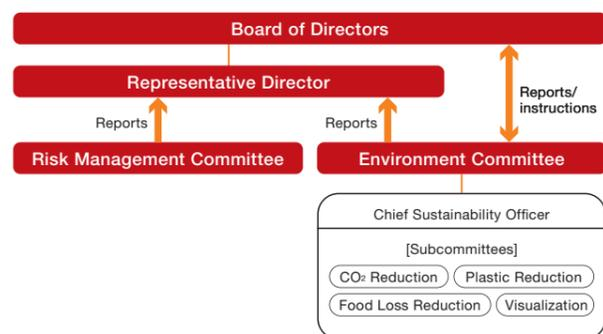 Board of Directors
Representative Director
Reports/
instructions
Reports
Reports
Risk Management Committee
Environment Committee
Chief Sustainability Officer
[Subcommittees]
CO₂ Reduction
Plastic Reduction
Food Loss Reduction
Visualization